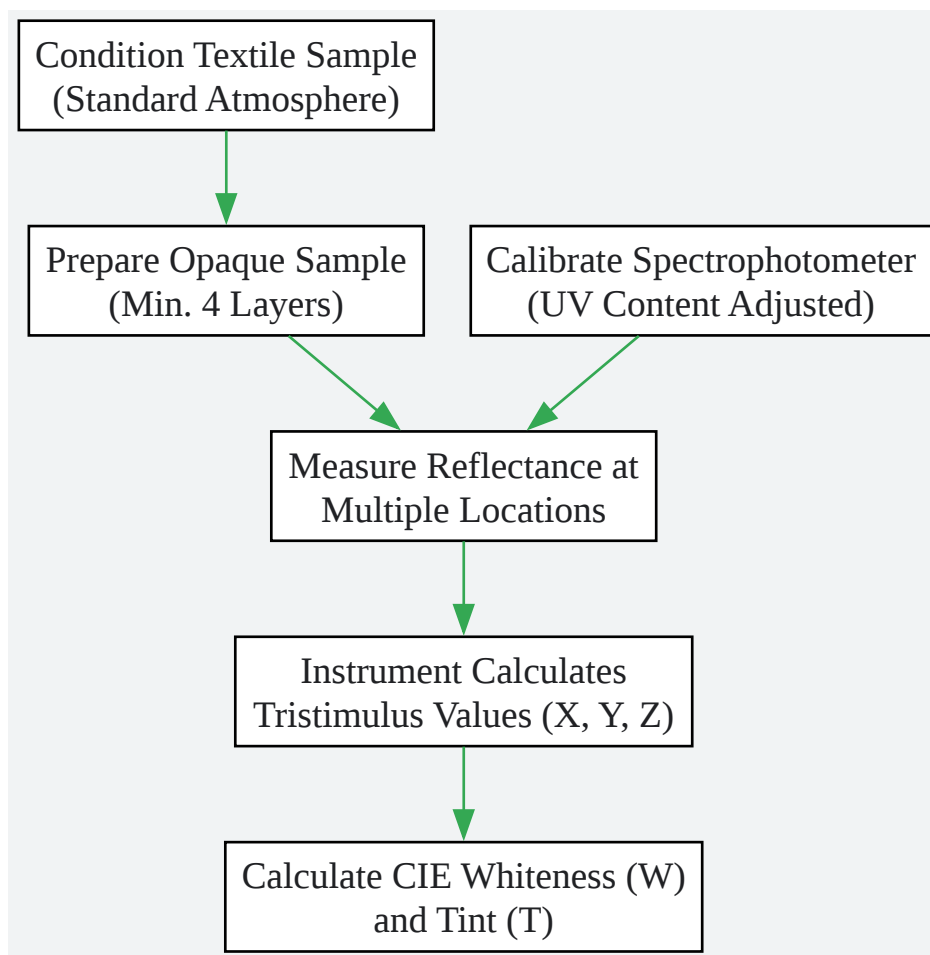 Condition Textile Sample
(Standard Atmosphere)
Prepare Opaque Sample
(Min. 4 Layers)
Calibrate Spectrophotometer
(UV Content Adjusted)
Measure Reflectance at
Multiple Locations
Instrument Calculates
Tristimulus Values (X, Y, Z)
Calculate CIE Whiteness (W)
and Tint (T)